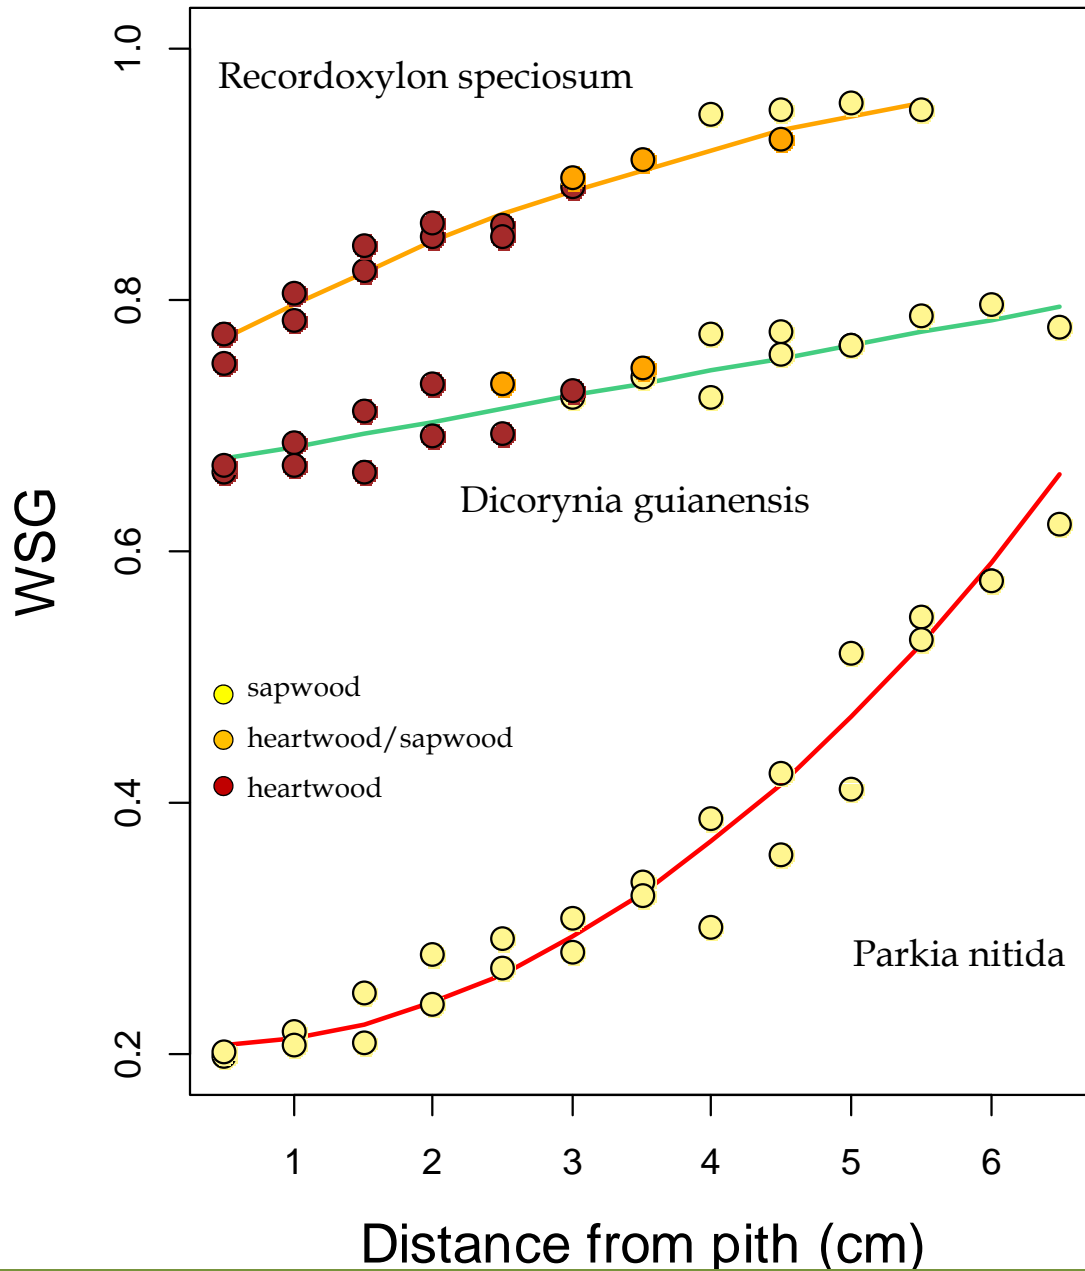 1.0
Recordoxylon speciosum
0.8
Dicorynia guianensis
WSG
0.6
sapwood
heartwood/sapwood
heartwood
0.4
Parkia nitida
0.2
1 2 3 4 5 6
Distance from pith (cm)